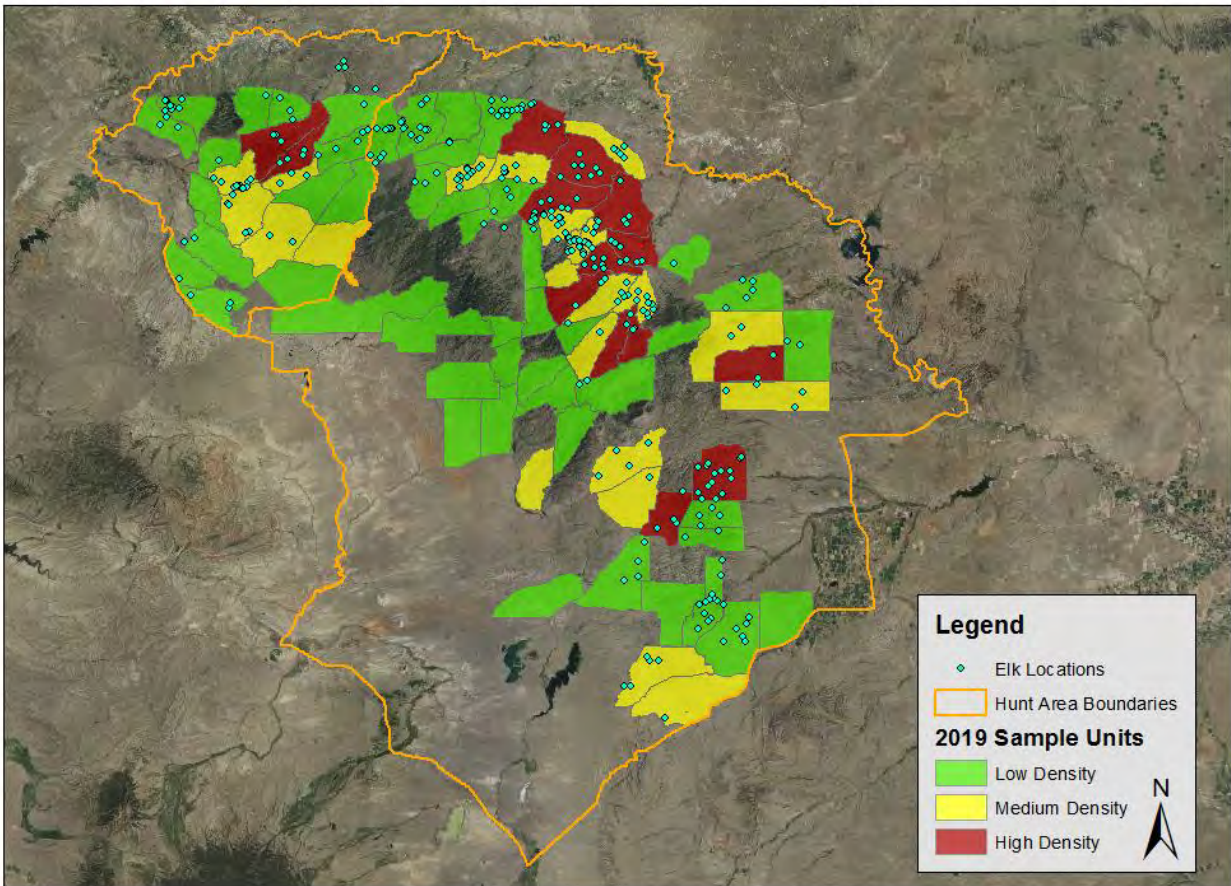 Legend
Elk Locations
Hunt Area Boundaries
2019 Sample Units
Low Density
Medium Density
High Density
N